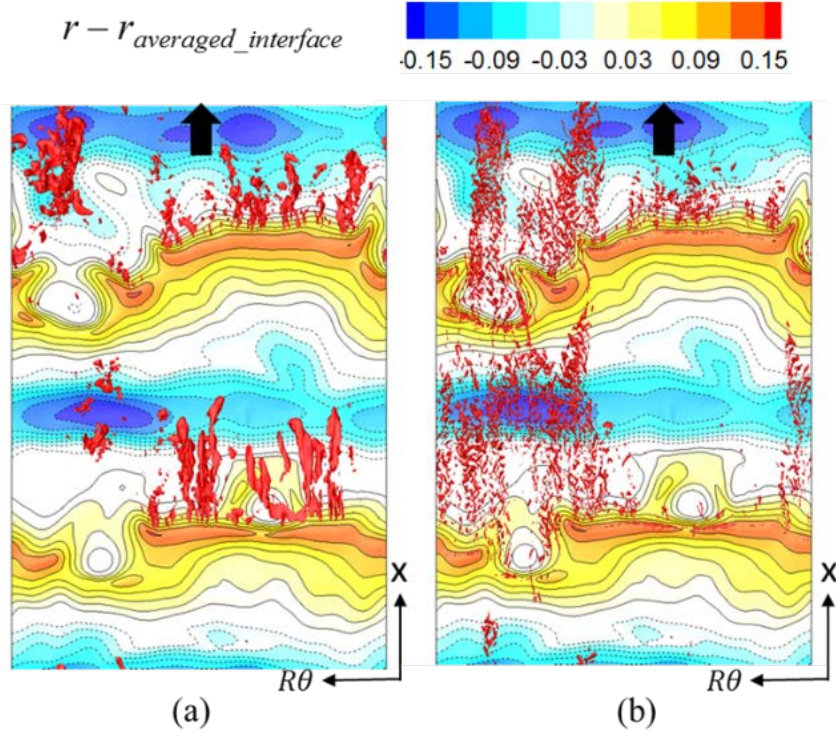 r − r_averaged_interface
-0.15 -0.09 -0.03 0.03 0.09 0.15
x x
Rθ Rθ
(a) (b)